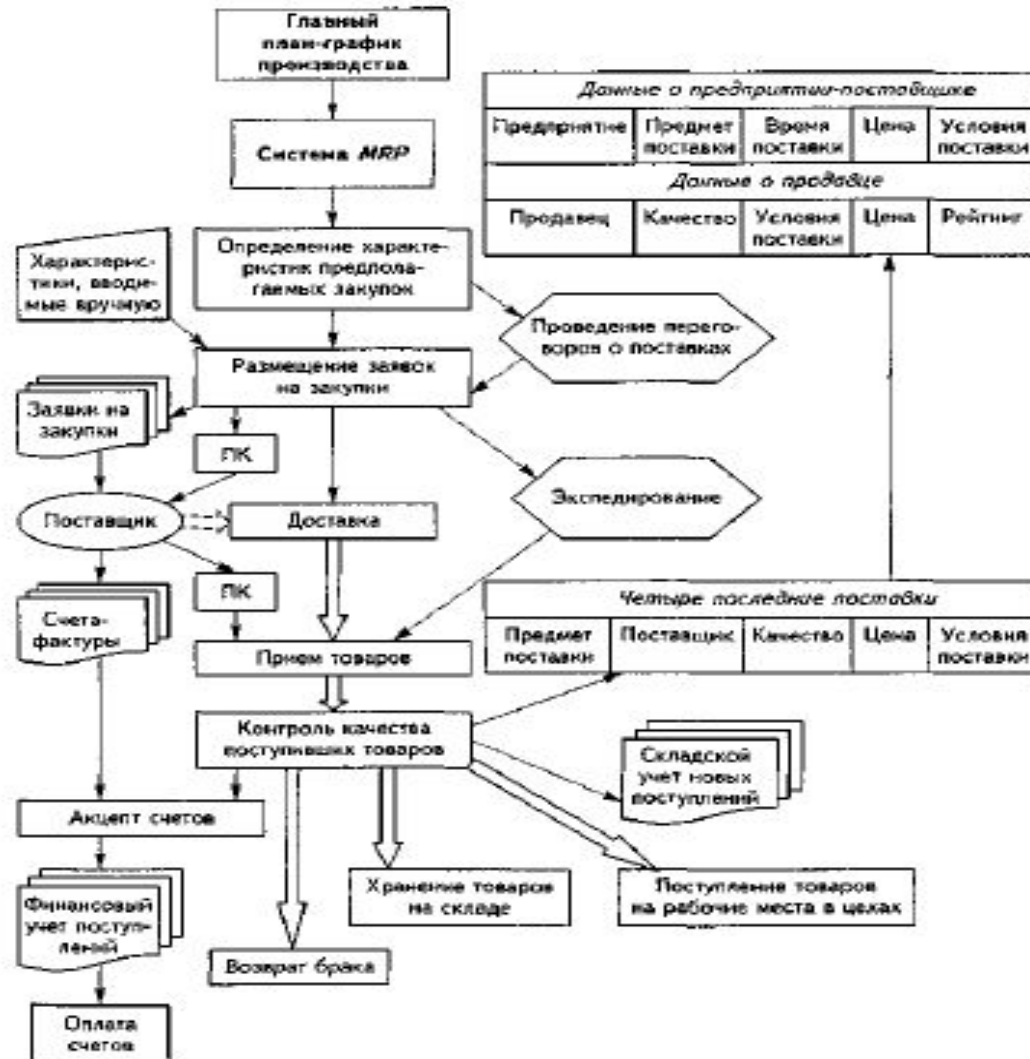 Главный
план-график
производства
Система MRP
Данные о предприятии-поставщике
Предприятие Предмет поставки Время поставки Цена Условия поставки
Данные о продавце
Продавец Качество Условия поставки Цена Рейтинг
Характерис-
тики, вводи-
мые вручную
Определение характе-
ристик предпола-
гаемых закупок
Проведение перего-
воров о поставках
Размещение заявок
на закупки
Заявки на
закупки
ПК
Экспедирование
Поставщик
Доставка
ПК
Счета-
фактуры
Четыре последние поставки
Предмет поставки Поставщик Качество Цена Условия поставки
Прием товаров
Контроль качества
поступивших товаров
Складской
учет новых
поступлений
Акцепт счетов
Хранение товаров
на складе
Поступление товаров
на рабочие места в цехах
Финансовый
учет поступ-
лений
Возврат брака
Оплата
счетов